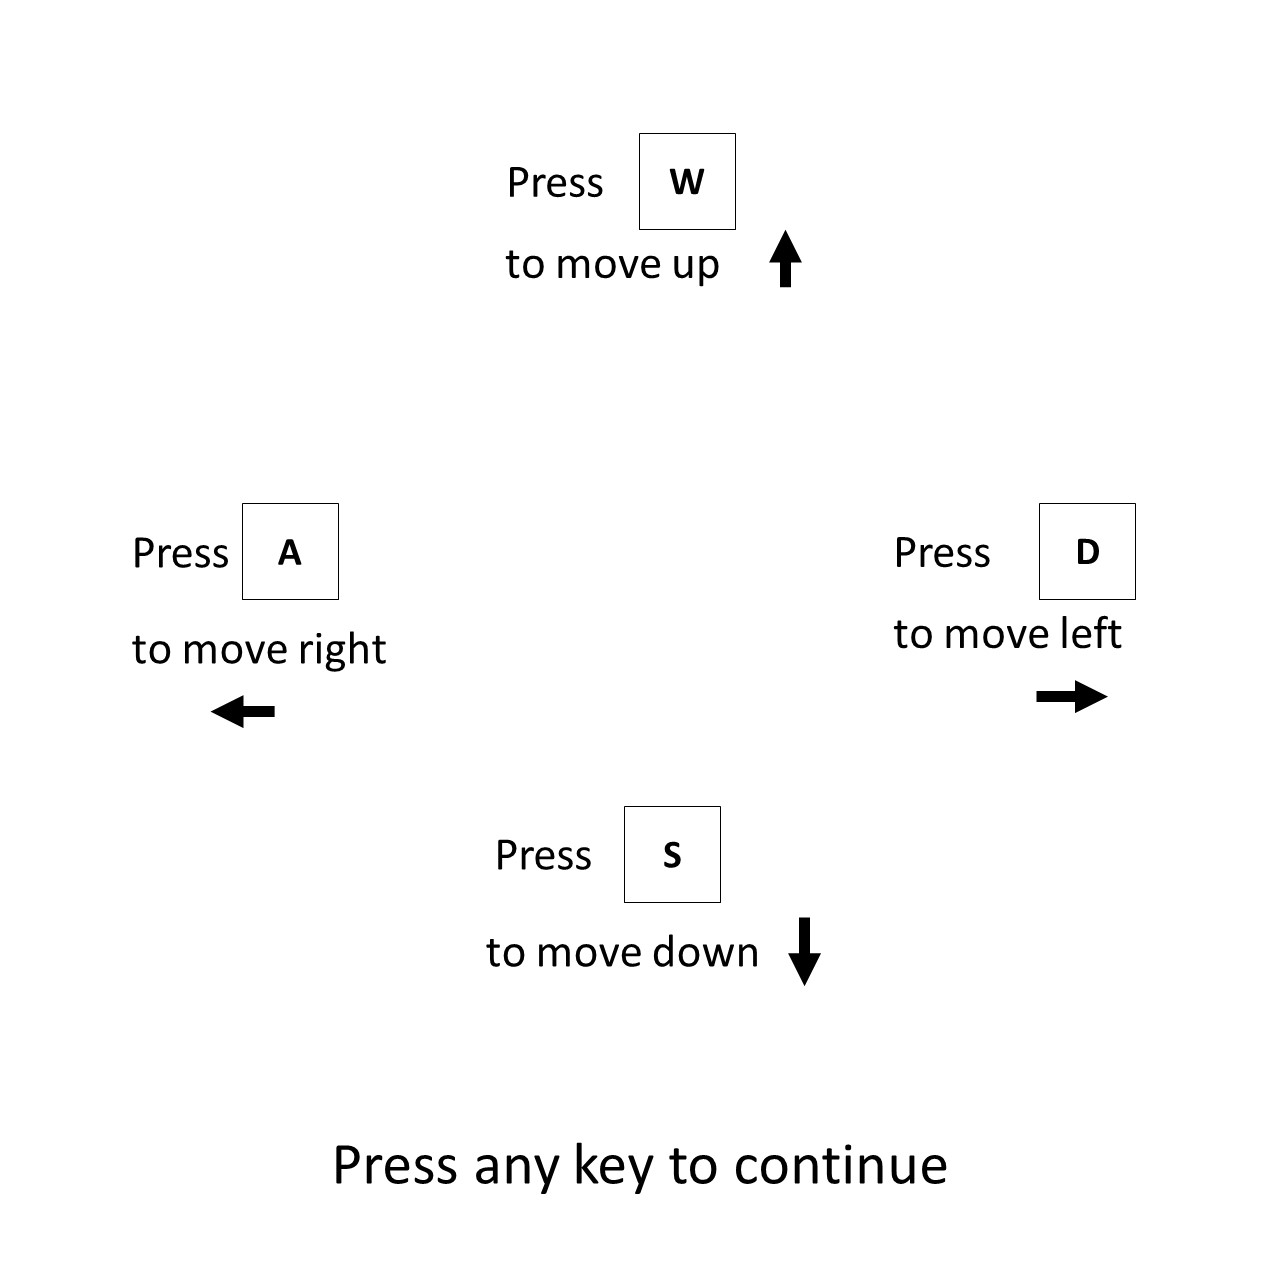 Press W
to move up
Press A
to move right
Press D
to move left
Press S
to move down
Press any key to continue